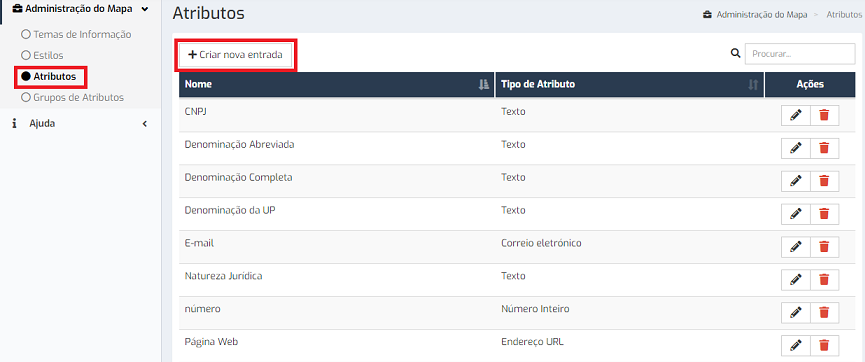 Administração do Mapa
Temas de Informação
Estilos
Atributos
Grupos de Atributos
Ajuda
Atributos
Administração do Mapa - Atributos
+ Criar nova entrada
Procurar...
Nome Tipo de Atributo Ações
CNPJ Texto
Denominação Abreviada Texto
Denominação Completa Texto
Denominação da UP Texto
E-mail Correio eletrónico
Natureza Jurídica Texto
número Número Inteiro
Página Web Endereço URL